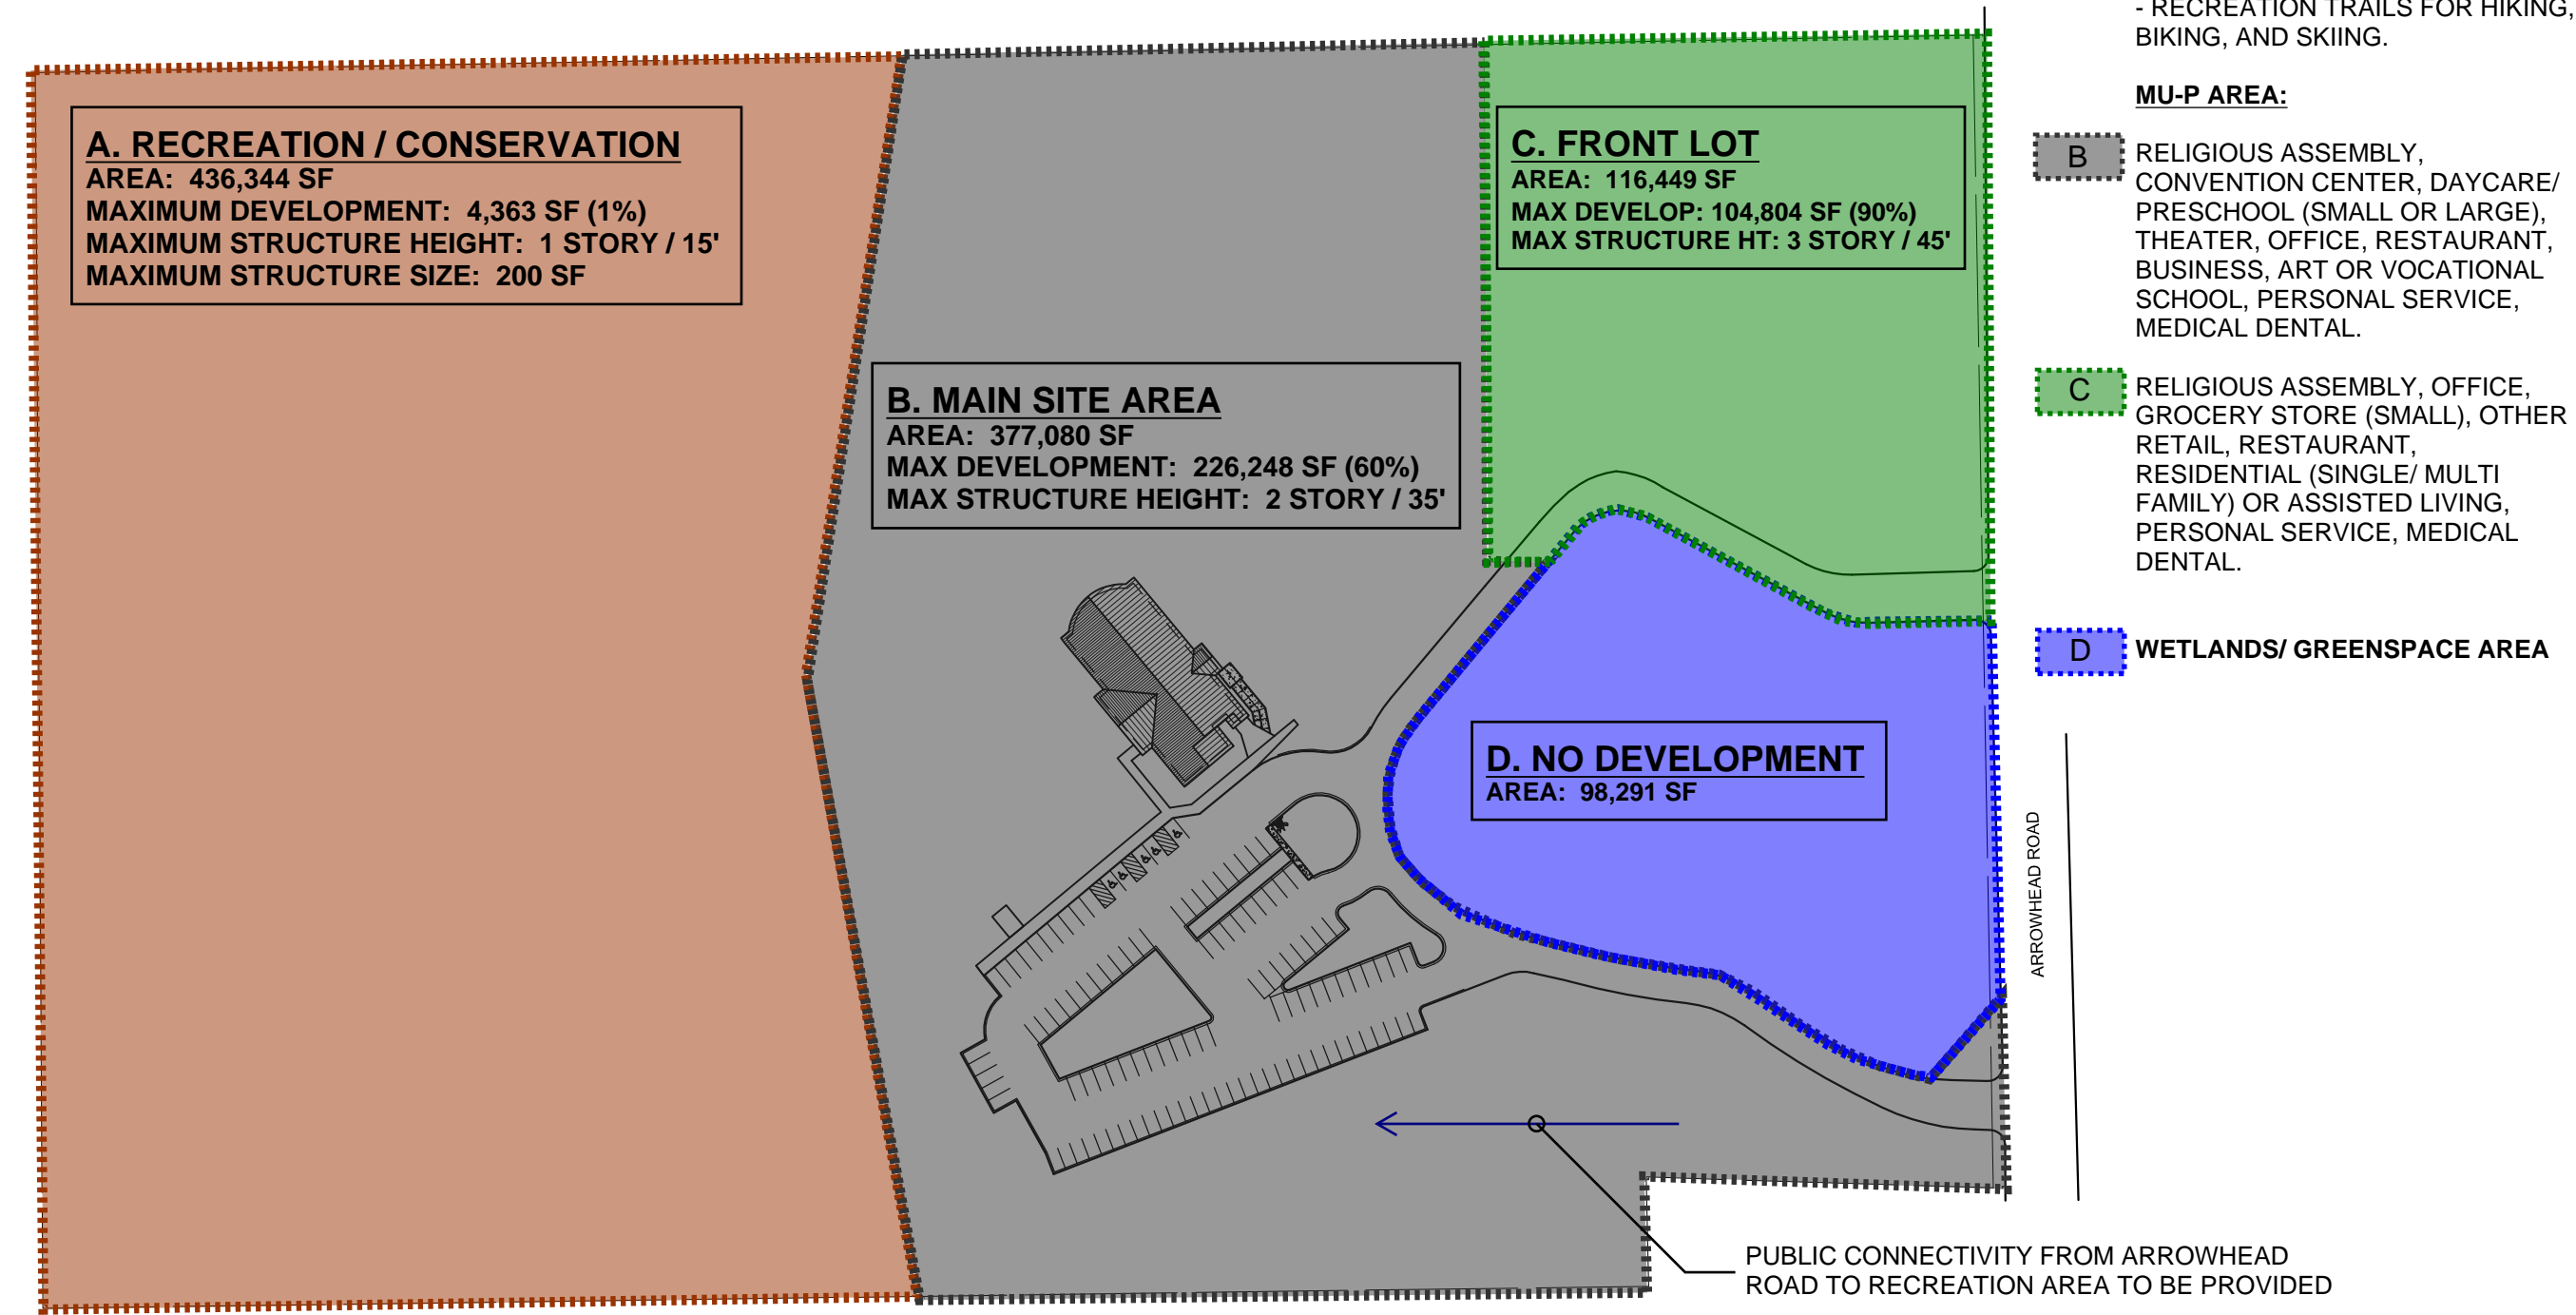 A. RECREATION / CONSERVATION
AREA: 436,344 SF
MAXIMUM DEVELOPMENT: 4,363 SF (1%)
MAXIMUM STRUCTURE HEIGHT: 1 STORY / 15'
MAXIMUM STRUCTURE SIZE: 200 SF
B. MAIN SITE AREA
AREA: 377,080 SF
MAX DEVELOPMENT: 226,248 SF (60%)
MAX STRUCTURE HEIGHT: 2 STORY / 35'
C. FRONT LOT
AREA: 116,449 SF
MAX DEVELOP: 104,804 SF (90%)
MAX STRUCTURE HT: 3 STORY / 45'
D. NO DEVELOPMENT
AREA: 98,291 SF
ARROWHEAD ROAD
PUBLIC CONNECTIVITY FROM ARROWHEAD
ROAD TO RECREATION AREA TO BE PROVIDED
- RECREATION TRAILS FOR HIKING,
BIKING, AND SKIING.
MU-P AREA:
B
RELIGIOUS ASSEMBLY,
CONVENTION CENTER, DAYCARE/
PRESCHOOL (SMALL OR LARGE),
THEATER, OFFICE, RESTAURANT,
BUSINESS, ART OR VOCATIONAL
SCHOOL, PERSONAL SERVICE,
MEDICAL DENTAL.
C
RELIGIOUS ASSEMBLY, OFFICE,
GROCERY STORE (SMALL), OTHER
RETAIL, RESTAURANT,
RESIDENTIAL (SINGLE/ MULTI
FAMILY) OR ASSISTED LIVING,
PERSONAL SERVICE, MEDICAL
DENTAL.
D
WETLANDS/ GREENSPACE AREA